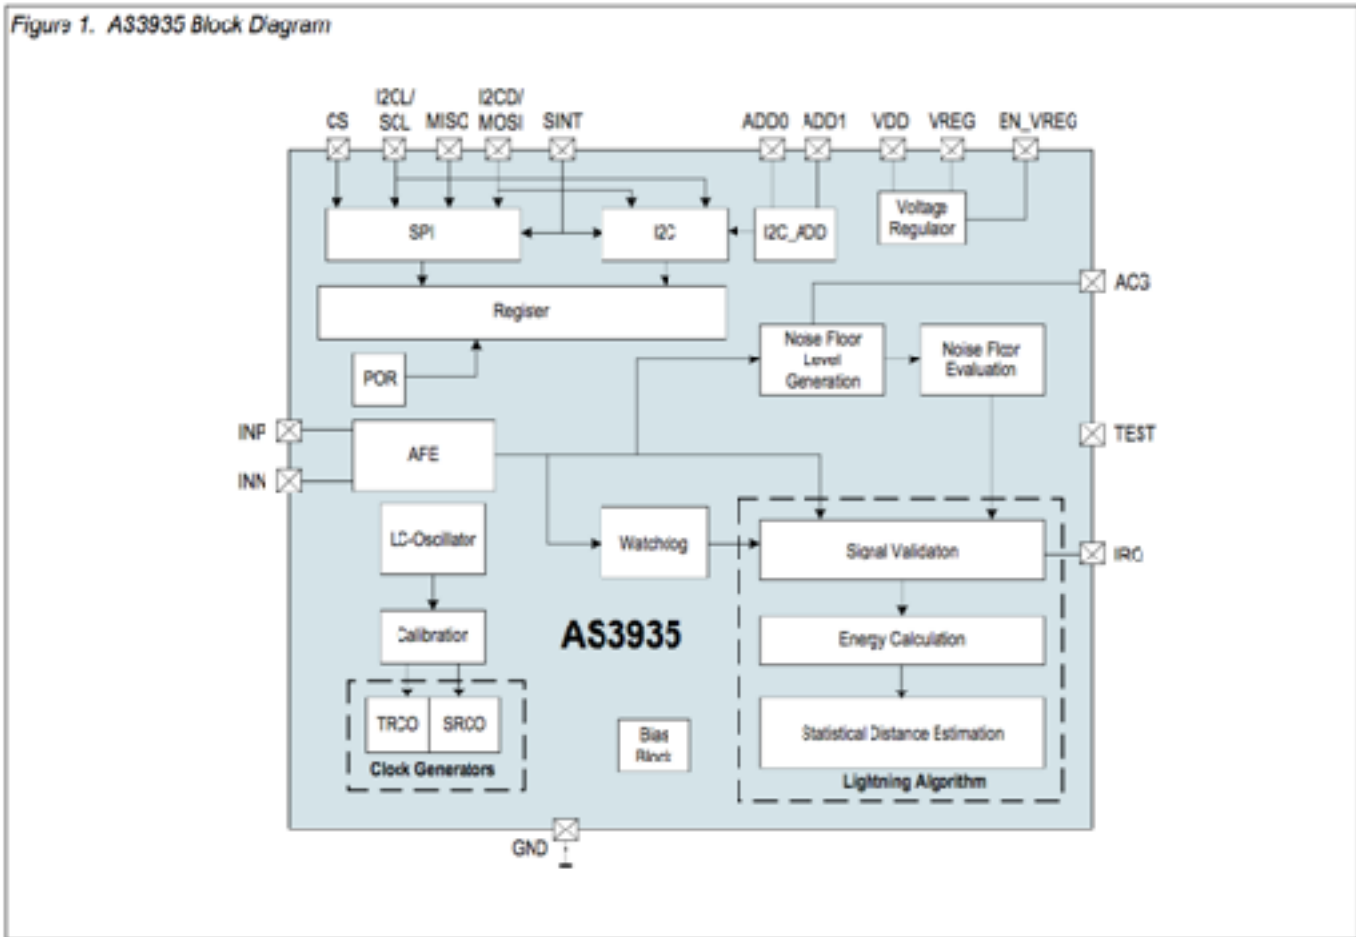 Figure 1. AS3935 Block Diagram
CS
I2CL/
SCL
MISO
I2CD/
MOSI
SINT
ADD0
ADD1
VDD
VREG
EN_VREG
SPI
I2C
I2C_ADD
Voltage
Regulator
ACG
Register
Noise Floor
Level
Generation
Noise Floor
Evaluation
POR
INP
INN
AFE
TEST
LC-Oscillator
Watchdog
Signal Validation
IRQ
Calibration
AS3935
Energy Calculation
TRCO
SRCO
Clock Generators
Bias
Block
Statistical Distance Estimation
Lightning Algorithm
GND